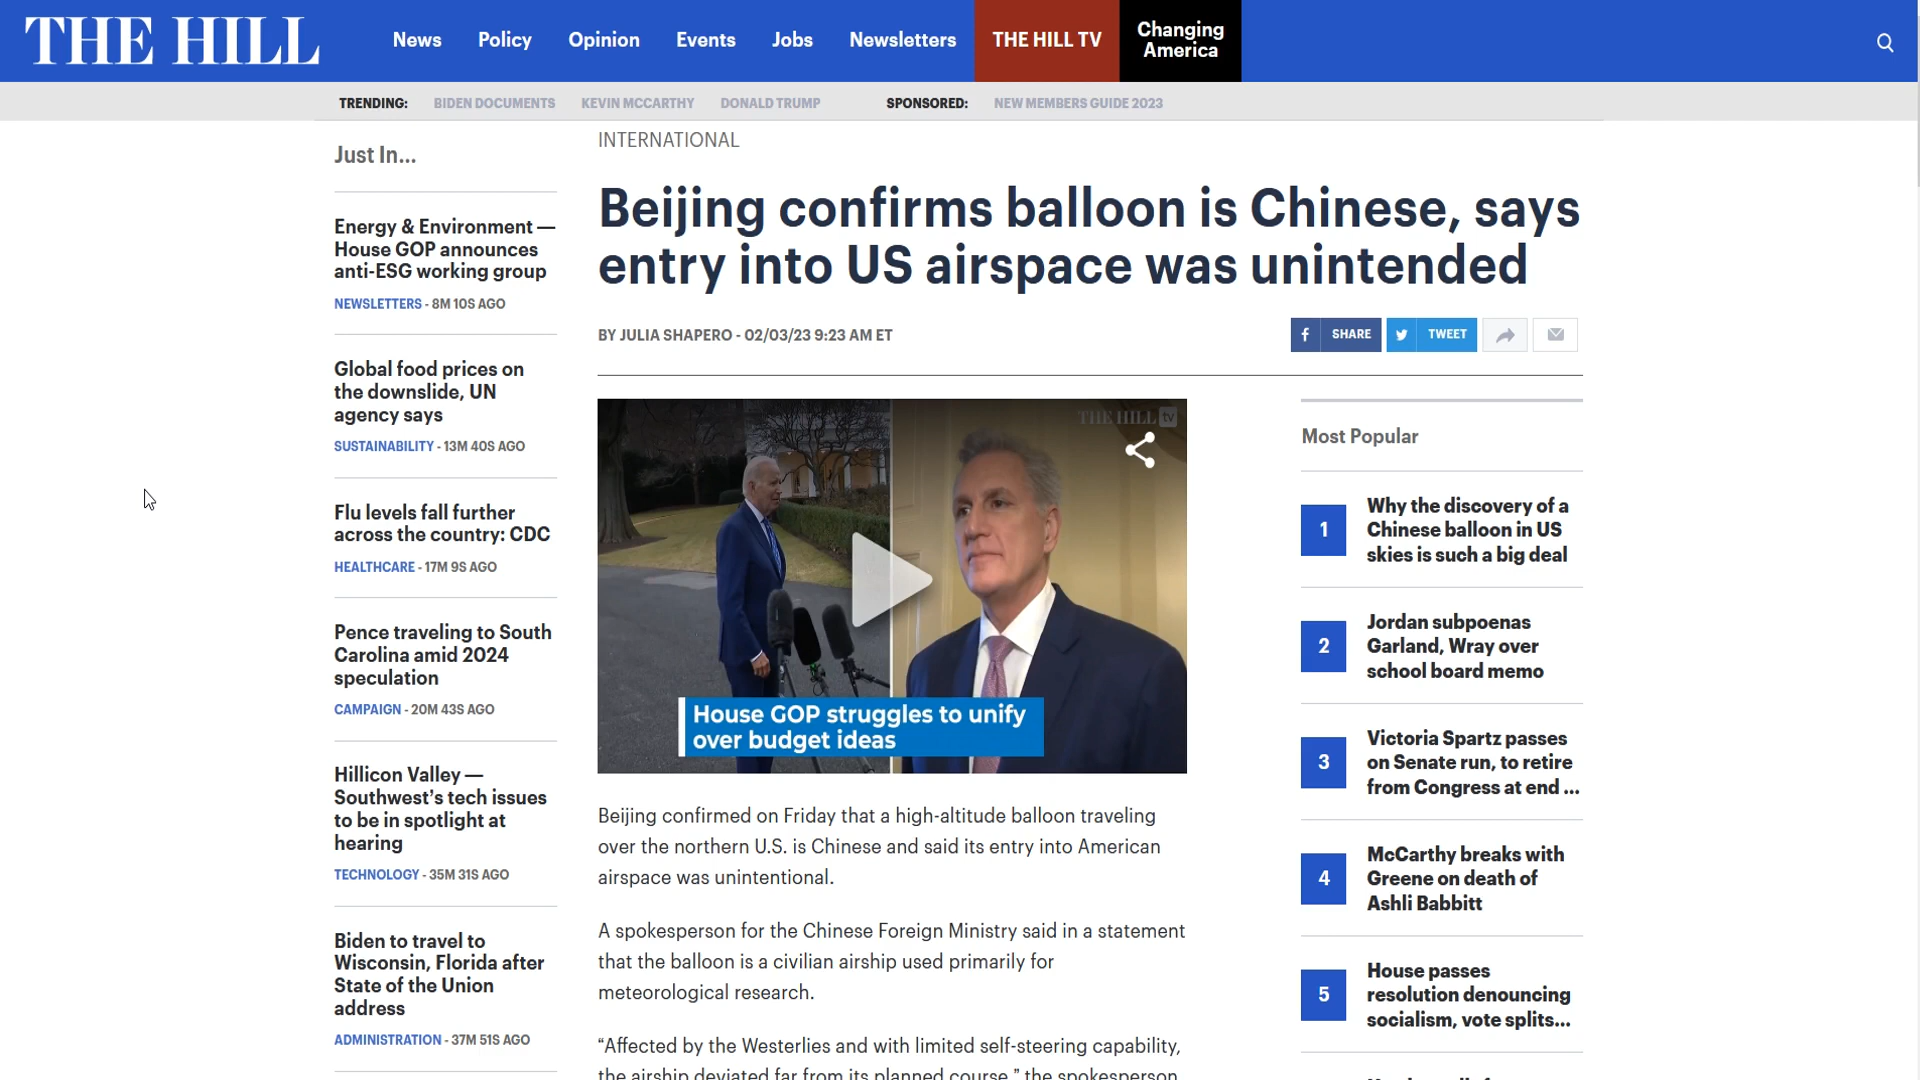 THE HILL
News
Policy
Opinion
Events
Jobs
Newsletters
THE HILL TV
Changing
America
TRENDING:
BIDEN DOCUMENTS
KEVIN MCCARTHY
DONALD TRUMP
SPONSORED:
NEW MEMBERS GUIDE 2023
Just In...
Energy & Environment —
House GOP announces
anti-ESG working group
NEWSLETTERS - 8M 10S AGO
Global food prices on
the downslide, UN
agency says
SUSTAINABILITY - 13M 40S AGO
Flu levels fall further
across the country: CDC
HEALTHCARE - 17M 9S AGO
Pence traveling to South
Carolina amid 2024
speculation
CAMPAIGN - 20M 43S AGO
Hillicon Valley —
Southwest’s tech issues
to be in spotlight at
hearing
TECHNOLOGY - 35M 31S AGO
Biden to travel to
Wisconsin, Florida after
State of the Union
address
ADMINISTRATION - 37M 51S AGO
INTERNATIONAL
Beijing confirms balloon is Chinese, says
entry into US airspace was unintended
BY JULIA SHAPERO - 02/03/23 9:23 AM ET
SHARE
TWEET
THE HILL tv
House GOP struggles to unify
over budget ideas
Beijing confirmed on Friday that a high-altitude balloon traveling
over the northern U.S. is Chinese and said its entry into American
airspace was unintentional.
A spokesperson for the Chinese Foreign Ministry said in a statement
that the balloon is a civilian airship used primarily for
meteorological research.
“Affected by the Westerlies and with limited self-steering capability,
the airship deviated far from its planned course,” the spokesperson
Most Popular
1
Why the discovery of a
Chinese balloon in US
skies is such a big deal
2
Jordan subpoenas
Garland, Wray over
school board memo
3
Victoria Spartz passes
on Senate run, to retire
from Congress at end ...
4
McCarthy breaks with
Greene on death of
Ashli Babbitt
5
House passes
resolution denouncing
socialism, vote splits...